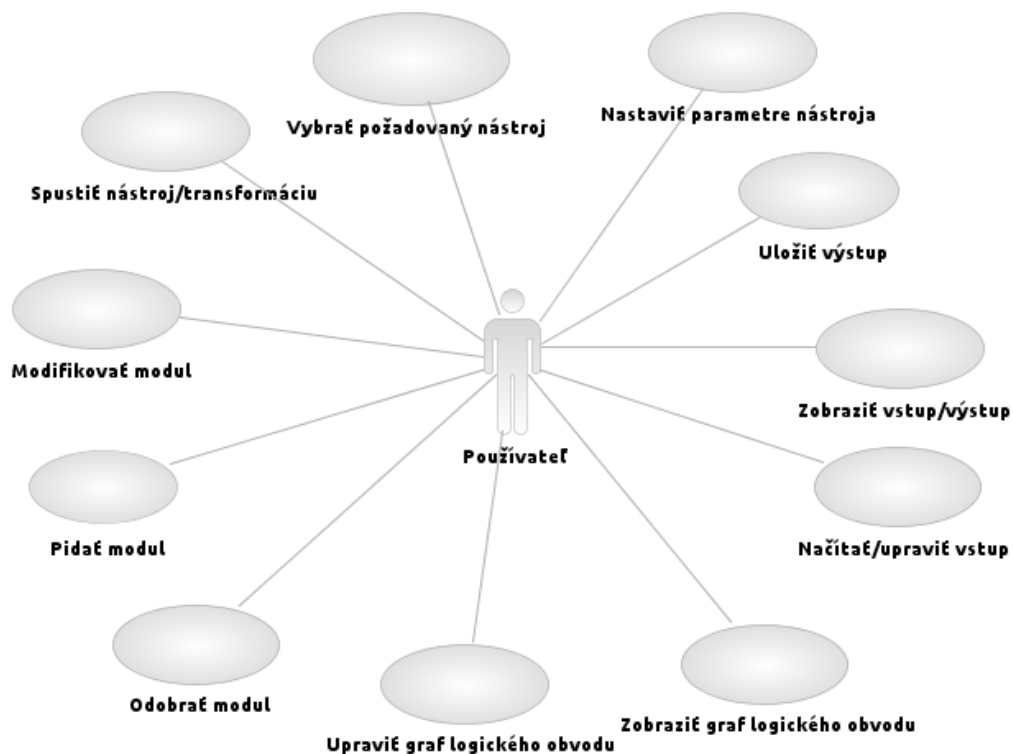 Vybrať požadovaný nástroj
Nastaviť parametre nástroja
Spustiť nástroj/transformáciu
Uložiť výstup
Modifikovať modul
Zobraziť vstup/výstup
Používateľ
Pidať modul
Načítať/upraviť vstup
Odobrať modul
Zobraziť graf logického obvodu
Upraviť graf logického obvodu